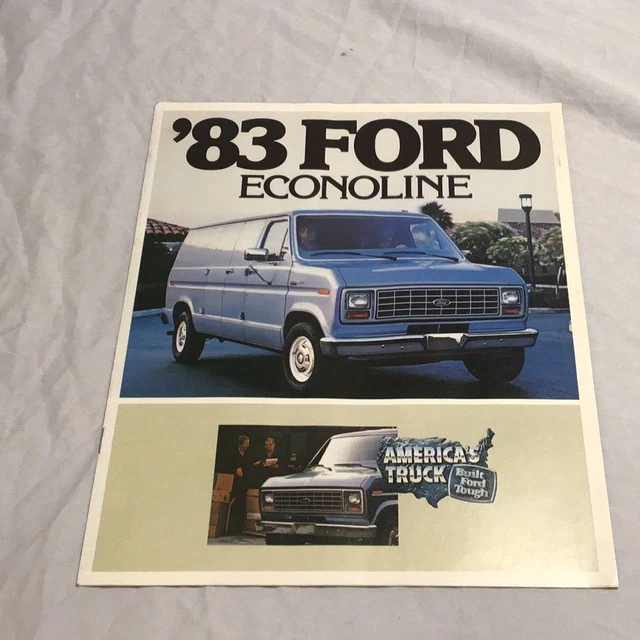 '83 FORD
ECONOLINE
AMERICA'S
TRUCK
Built
Ford
Tough